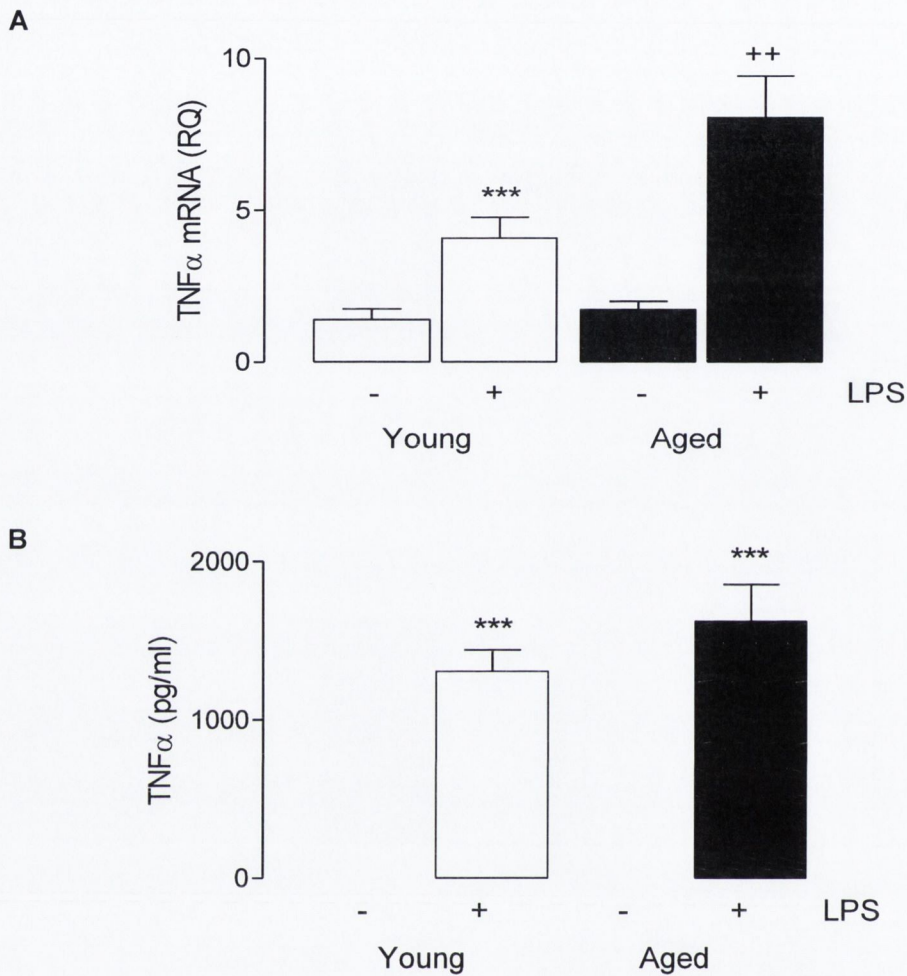 A
TNFα mRNA (RQ)
10
5
0
***
++
- + - + LPS
Young Aged
B
TNFα (pg/ml)
2000
1000
0
***
***
- + - + LPS
Young Aged